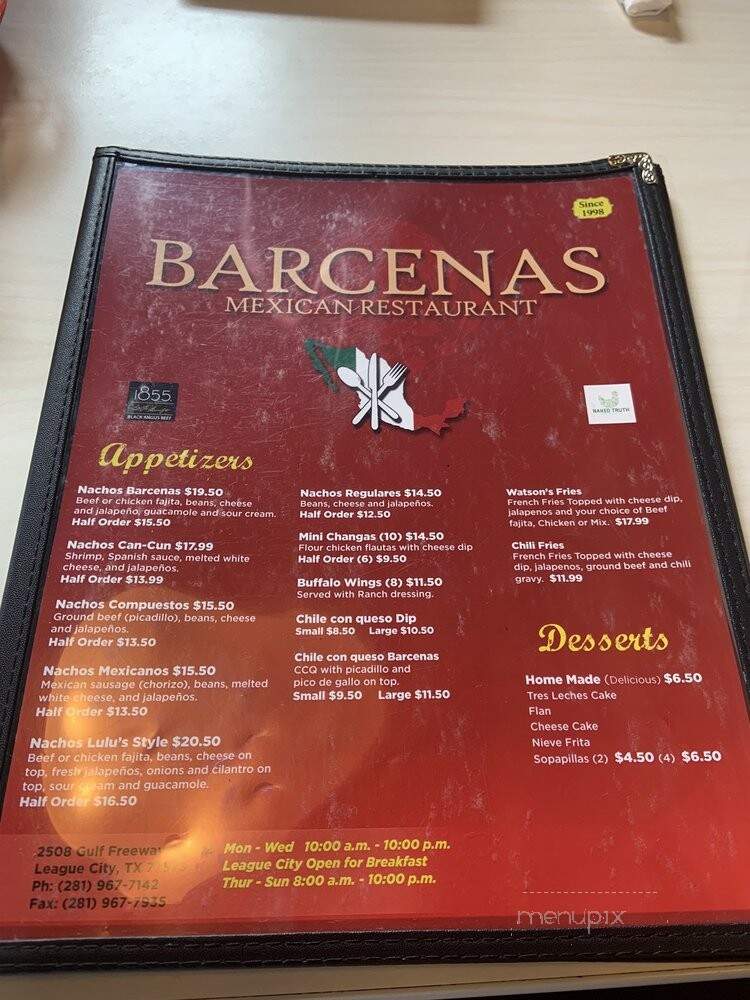 Since
1998
BARCENAS
MEXICAN RESTAURANT
1855
BLACK ANGUS BEEF
NAKED TRUTH
Appetizers
Nachos Barcenas $19.50
Beef or chicken fajita, beans, cheese
and jalapeño, guacamole and sour cream.
Half Order $15.50
Nachos Can-Cun $17.99
Shrimp, Spanish sauce, melted white
cheese, and jalapeños.
Half Order $13.99
Nachos Compuestos $15.50
Ground beef (picadillo), beans, cheese
and jalapeños.
Half Order $13.50
Nachos Mexicanos $15.50
Mexican sausage (chorizo), beans, melted
white cheese, and jalapeños.
Half Order $13.50
Nachos Lulu's Style $20.50
Beef or chicken fajita, beans, cheese on
top, fresh jalapeños, onions and cilantro on
top, sour cream and guacamole.
Half Order $16.50
Nachos Regulares $14.50
Beans, cheese and jalapeños.
Half Order $12.50
Mini Changas (10) $14.50
Flour chicken flautas with cheese dip
Half Order (6) $9.50
Buffalo Wings (8) $11.50
Served with Ranch dressing.
Chile con queso Dip
Small $8.50 Large $10.50
Chile con queso Barcenas
CCQ with picadillo and
pico de gallo on top.
Small $9.50 Large $11.50
Watson's Fries
French Fries Topped with cheese dip,
jalapenos and your choice of Beef
fajita, Chicken or Mix. $17.99
Chili Fries
French Fries Topped with cheese
dip, jalapenos, ground beef and chili
gravy. $11.99
Desserts
Home Made (Delicious) $6.50
Tres Leches Cake
Flan
Cheese Cake
Nieve Frita
Sopapillas (2) $4.50 (4) $6.50
2508 Gulf Freeway
League City, TX
Ph: (281) 967-7142
Fax: (281) 967-7935
Mon - Wed 10:00 a.m. - 10:00 p.m.
League City Open for Breakfast
Thur - Sun 8:00 a.m. - 10:00 p.m.
menupix